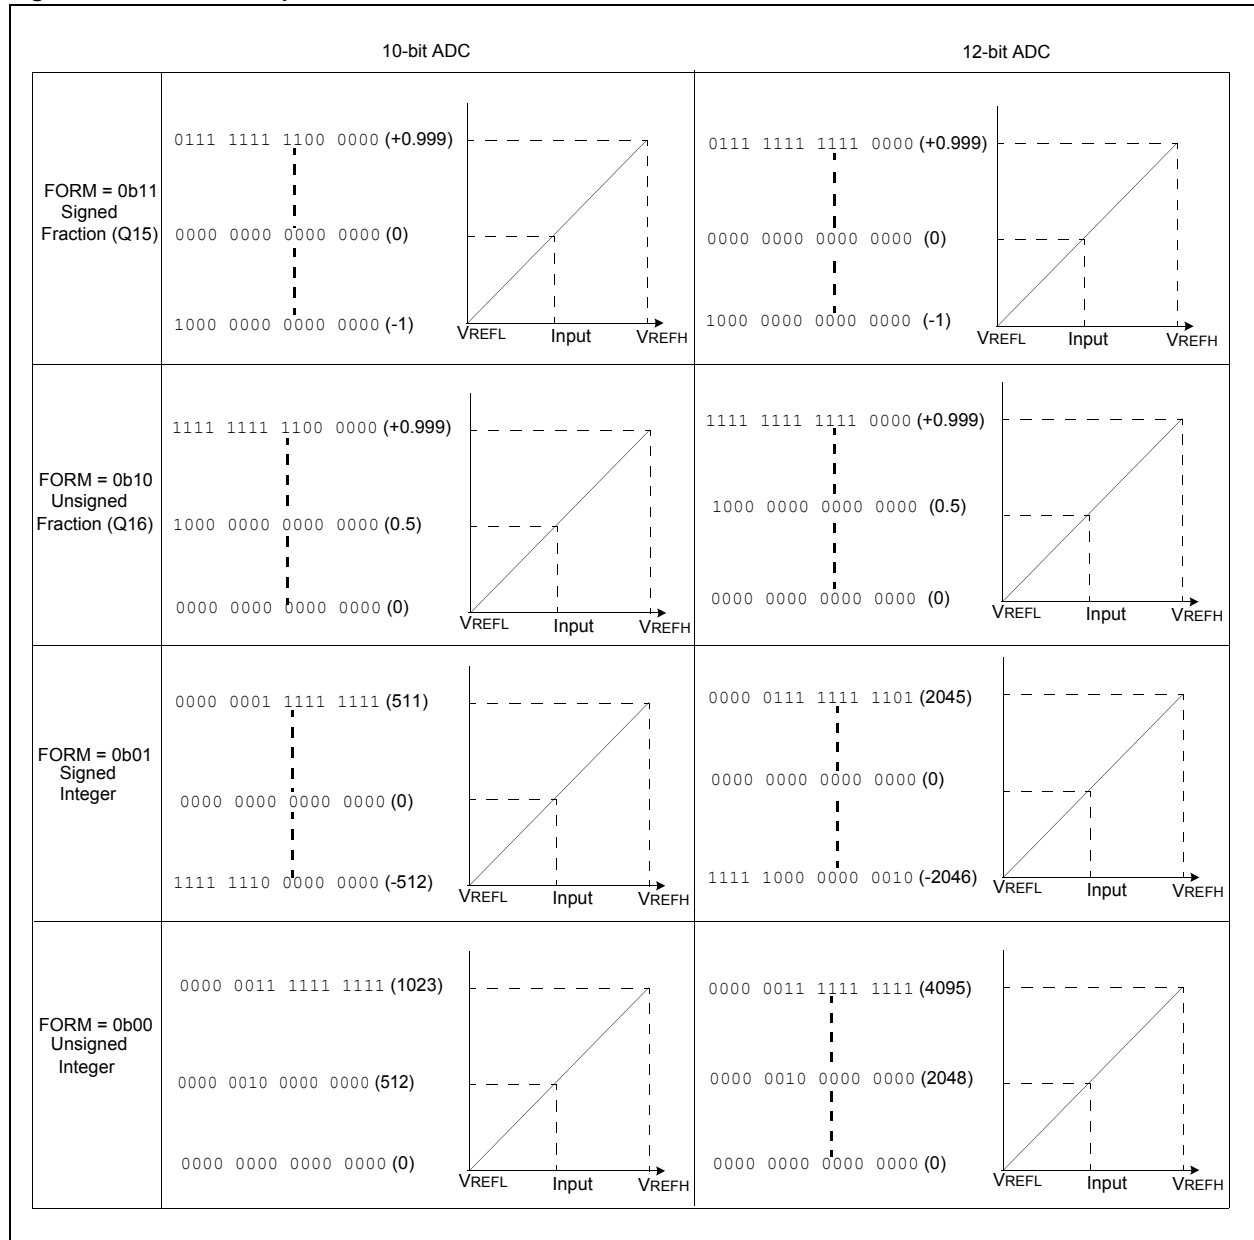 10-bit ADC
12-bit ADC
FORM = 0b11
Signed
Fraction (Q15)
0111 1111 1100 0000 (+0.999)
0000 0000 0000 0000 (0)
1000 0000 0000 0000 (-1)
VREFL Input VREFH
0111 1111 1111 0000 (+0.999)
0000 0000 0000 0000 (0)
1000 0000 0000 0000 (-1)
VREFL Input VREFH
FORM = 0b10
Unsigned
Fraction (Q16)
1111 1111 1100 0000 (+0.999)
1000 0000 0000 0000 (0.5)
0000 0000 0000 0000 (0)
VREFL Input VREFH
1111 1111 1111 0000 (+0.999)
1000 0000 0000 0000 (0.5)
0000 0000 0000 0000 (0)
VREFL Input VREFH
FORM = 0b01
Signed
Integer
0000 0001 1111 1111 (511)
0000 0000 0000 0000 (0)
1111 1110 0000 0000 (-512)
VREFL Input VREFH
0000 0111 1111 1101 (2045)
0000 0000 0000 0000 (0)
1111 1000 0000 0010 (-2046)
VREFL Input VREFH
FORM = 0b00
Unsigned
Integer
0000 0011 1111 1111 (1023)
0000 0010 0000 0000 (512)
0000 0000 0000 0000 (0)
VREFL Input VREFH
0000 0011 1111 1111 (4095)
0000 0010 0000 0000 (2048)
0000 0000 0000 0000 (0)
VREFL Input VREFH